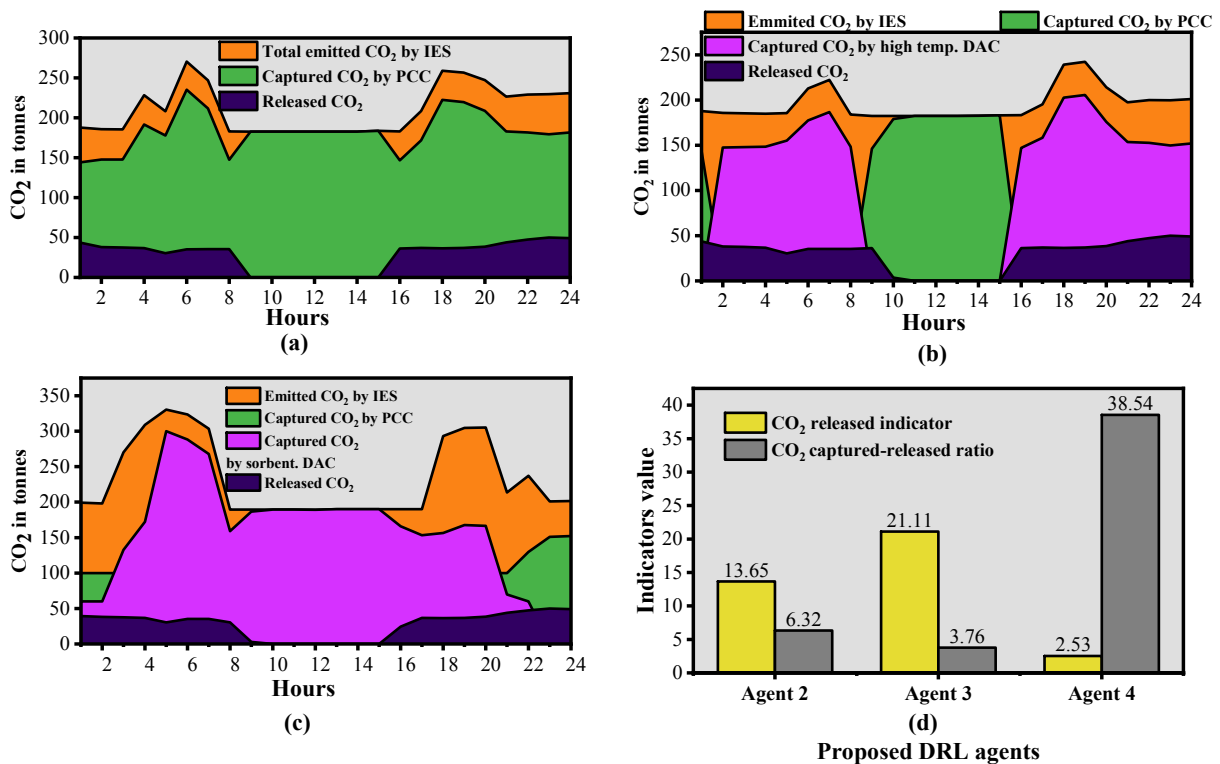 Total emitted CO2 by IES
Captured CO2 by PCC
Released CO2
CO2 in tonnes
300
250
200
150
100
50
0
2 4 6 8 10 12 14 16 18 20 22 24
Hours
(a)
Emmited CO2 by IES
Captured CO2 by PCC
Captured CO2 by high temp. DAC
Released CO2
CO2 in tonnes
250
200
150
100
50
0
2 4 6 8 10 12 14 16 18 20 22 24
Hours
(b)
Emitted CO2 by IES
Captured CO2 by PCC
Captured CO2
by sorbent. DAC
Released CO2
CO2 in tonnes
350
300
250
200
150
100
50
0
2 4 6 8 10 12 14 16 18 20 22 24
Hours
(c)
CO2 released indicator
CO2 captured-released ratio
Indicators value
40
35
30
25
20
15
10
5
0
13.65
6.32
21.11
3.76
2.53
38.54
Agent 2 Agent 3 Agent 4
(d)
Proposed DRL agents